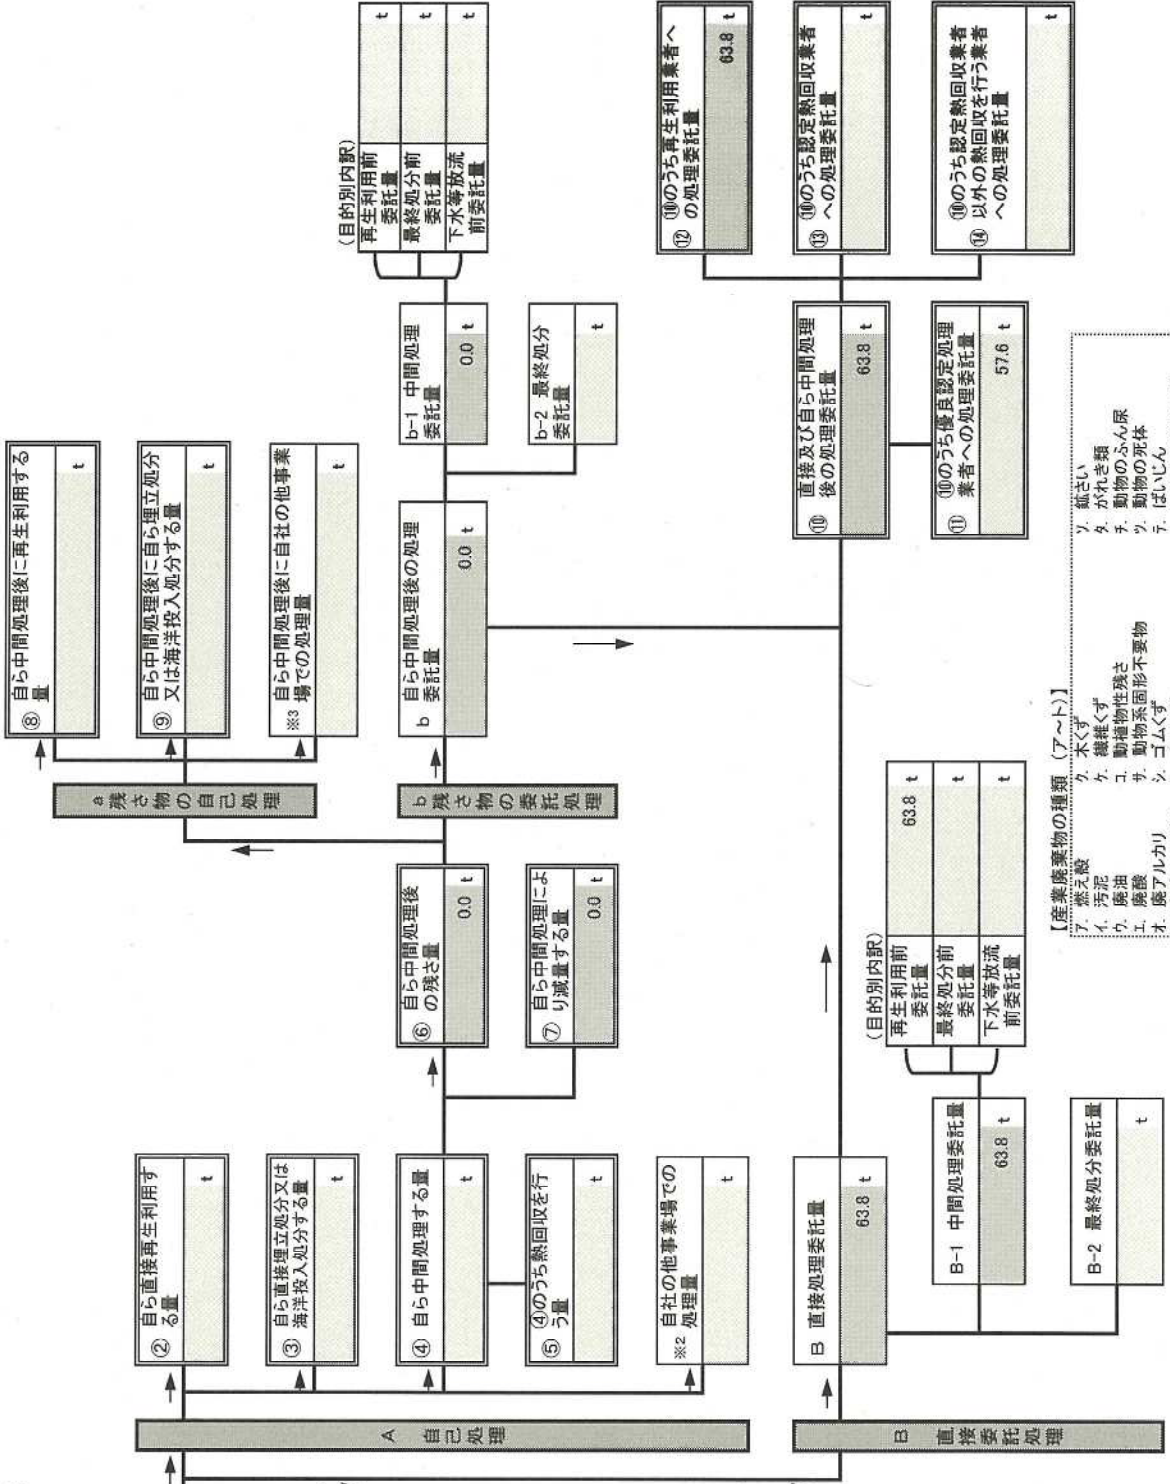 A 自己処理
② 自ら直接再生利用す
る量
t
③ 自ら直接埋立処分又は
海洋投入処分する量
t
④ 自ら中間処理する量
t
⑤ ④のうち熱回収を行
う量
t
※2 自社の他事業場での
処理量
t
⑥ 自ら中間処理後
の残さ量
0.0 t
⑦ 自ら中間処理によ
り減量する量
0.0 t
a 残さ物の自己処理
⑧ 自ら中間処理後に再生利用する
量
t
⑨ 自ら中間処理後に自ら埋立処分
又は海洋投入処分する量
t
※3 自ら中間処理後に自社の他事業
場での処理量
t
b 残さ物の委託処理
b 自ら中間処理後の処理
委託量
0.0 t
b-1 中間処理
委託量
0.0 t
b-2 最終処分
委託量
t
(目的別内訳)
再生利用前
委託量
t
最終処分前
委託量
t
下水等放流
前委託量
t
B 直接委託処理
B 直接処理委託量
63.8 t
B-1 中間処理委託量
63.8 t
B-2 最終処分委託量
t
(目的別内訳)
再生利用前
委託量
63.8 t
最終処分前
委託量
t
下水等放流
前委託量
t
⑩ 直接及び自ら中間処理
後の処理委託量
63.8 t
⑪ ⑩のうち優良認定処理
業者への処理委託量
57.6 t
⑫ ⑩のうち再生利用業者へ
の処理委託量
63.8 t
⑬ ⑩のうち認定熱回収業者
への処理委託量
t
⑭ ⑩のうち認定熱回収業者
以外の熱回収を行う業者
への処理委託量
t
【産業廃棄物の種類 (ア～ト)】
ア. 燃え殻
イ. 汚泥
ウ. 廃油
エ. 廃酸
オ. 廃アルカリ
ク. 木くず
ケ. 繊維くず
コ. 動植物性残さ
サ. 動物系固形不要物
シ. ゴムくず
ソ. 鉱さい
タ. がれき類
チ. 動物のふん尿
ツ. 動物の死体
テ. ばいじん